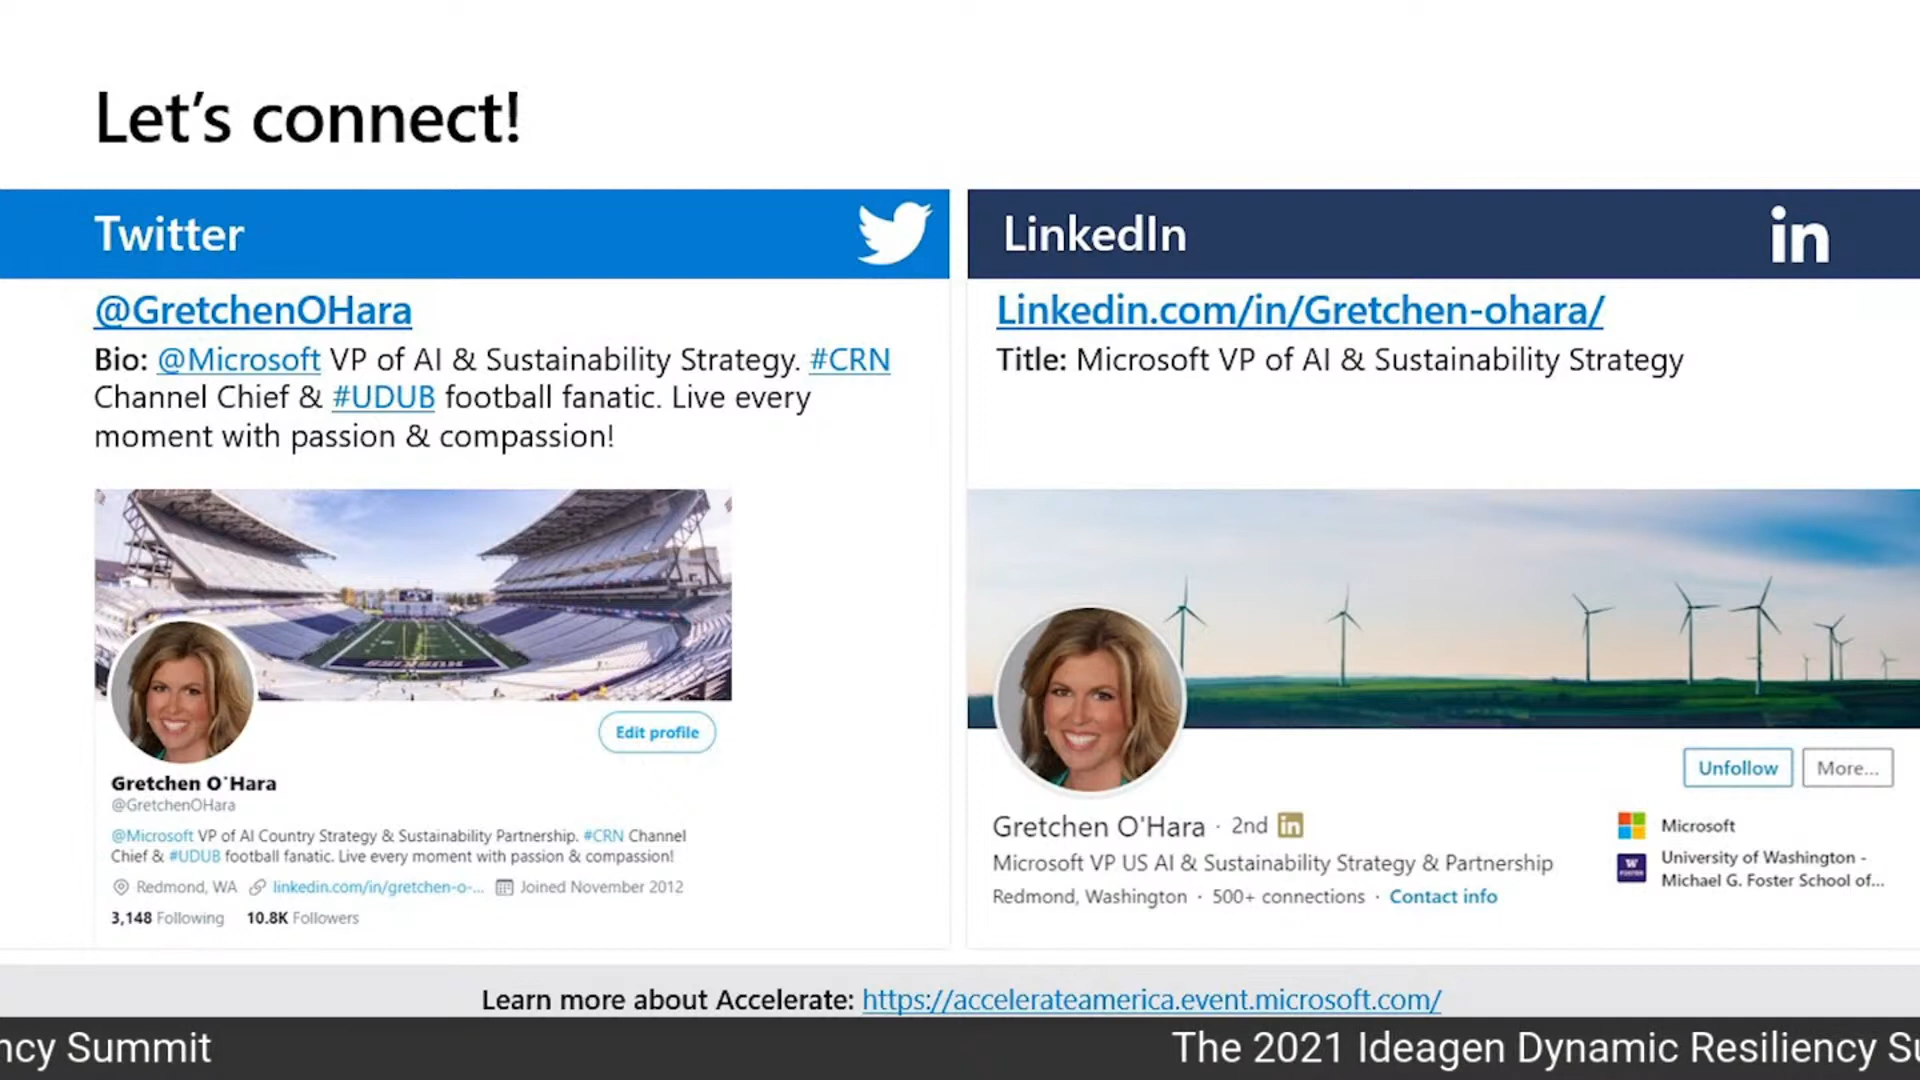 Let's connect!
Twitter
@GretchenOHara
Bio: @Microsoft VP of AI & Sustainability Strategy. #CRN
Channel Chief & #UDUB football fanatic. Live every
moment with passion & compassion!
HUSKIES
Edit profile
Gretchen O'Hara
@GretchenOHara
@Microsoft VP of AI Country Strategy & Sustainability Partnership. #CRN Channel
Chief & #UDUB football fanatic. Live every moment with passion & compassion!
Redmond, WA linkedin.com/in/gretchen-o-... Joined November 2012
3,148 Following 10.8K Followers
LinkedIn
in
Linkedin.com/in/Gretchen-ohara/
Title: Microsoft VP of AI & Sustainability Strategy
Unfollow More...
Gretchen O'Hara · 2nd in
Microsoft VP US AI & Sustainability Strategy & Partnership
Redmond, Washington · 500+ connections · Contact info
Microsoft
W
FOSTER
University of Washington -
Michael G. Foster School of...
Learn more about Accelerate: https://accelerateamerica.event.microsoft.com/
ncy Summit The 2021 Ideagen Dynamic Resiliency Su